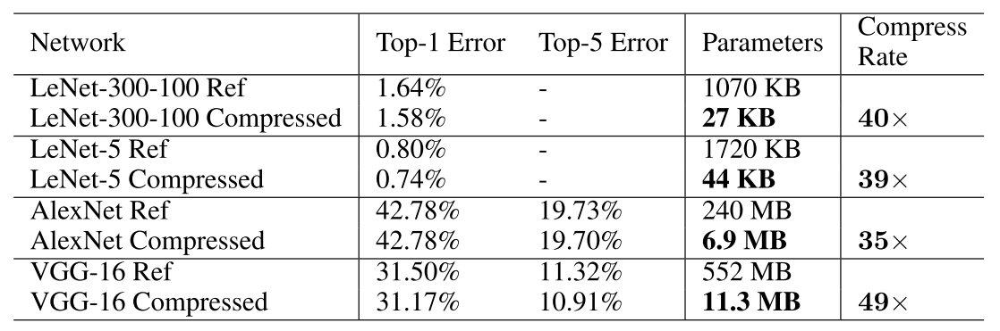 Network Top-1 Error Top-5 Error Parameters Compress Rate
LeNet-300-100 Ref 1.64% - 1070 KB
LeNet-300-100 Compressed 1.58% - 27 KB 40×
LeNet-5 Ref 0.80% - 1720 KB
LeNet-5 Compressed 0.74% - 44 KB 39×
AlexNet Ref 42.78% 19.73% 240 MB
AlexNet Compressed 42.78% 19.70% 6.9 MB 35×
VGG-16 Ref 31.50% 11.32% 552 MB
VGG-16 Compressed 31.17% 10.91% 11.3 MB 49×